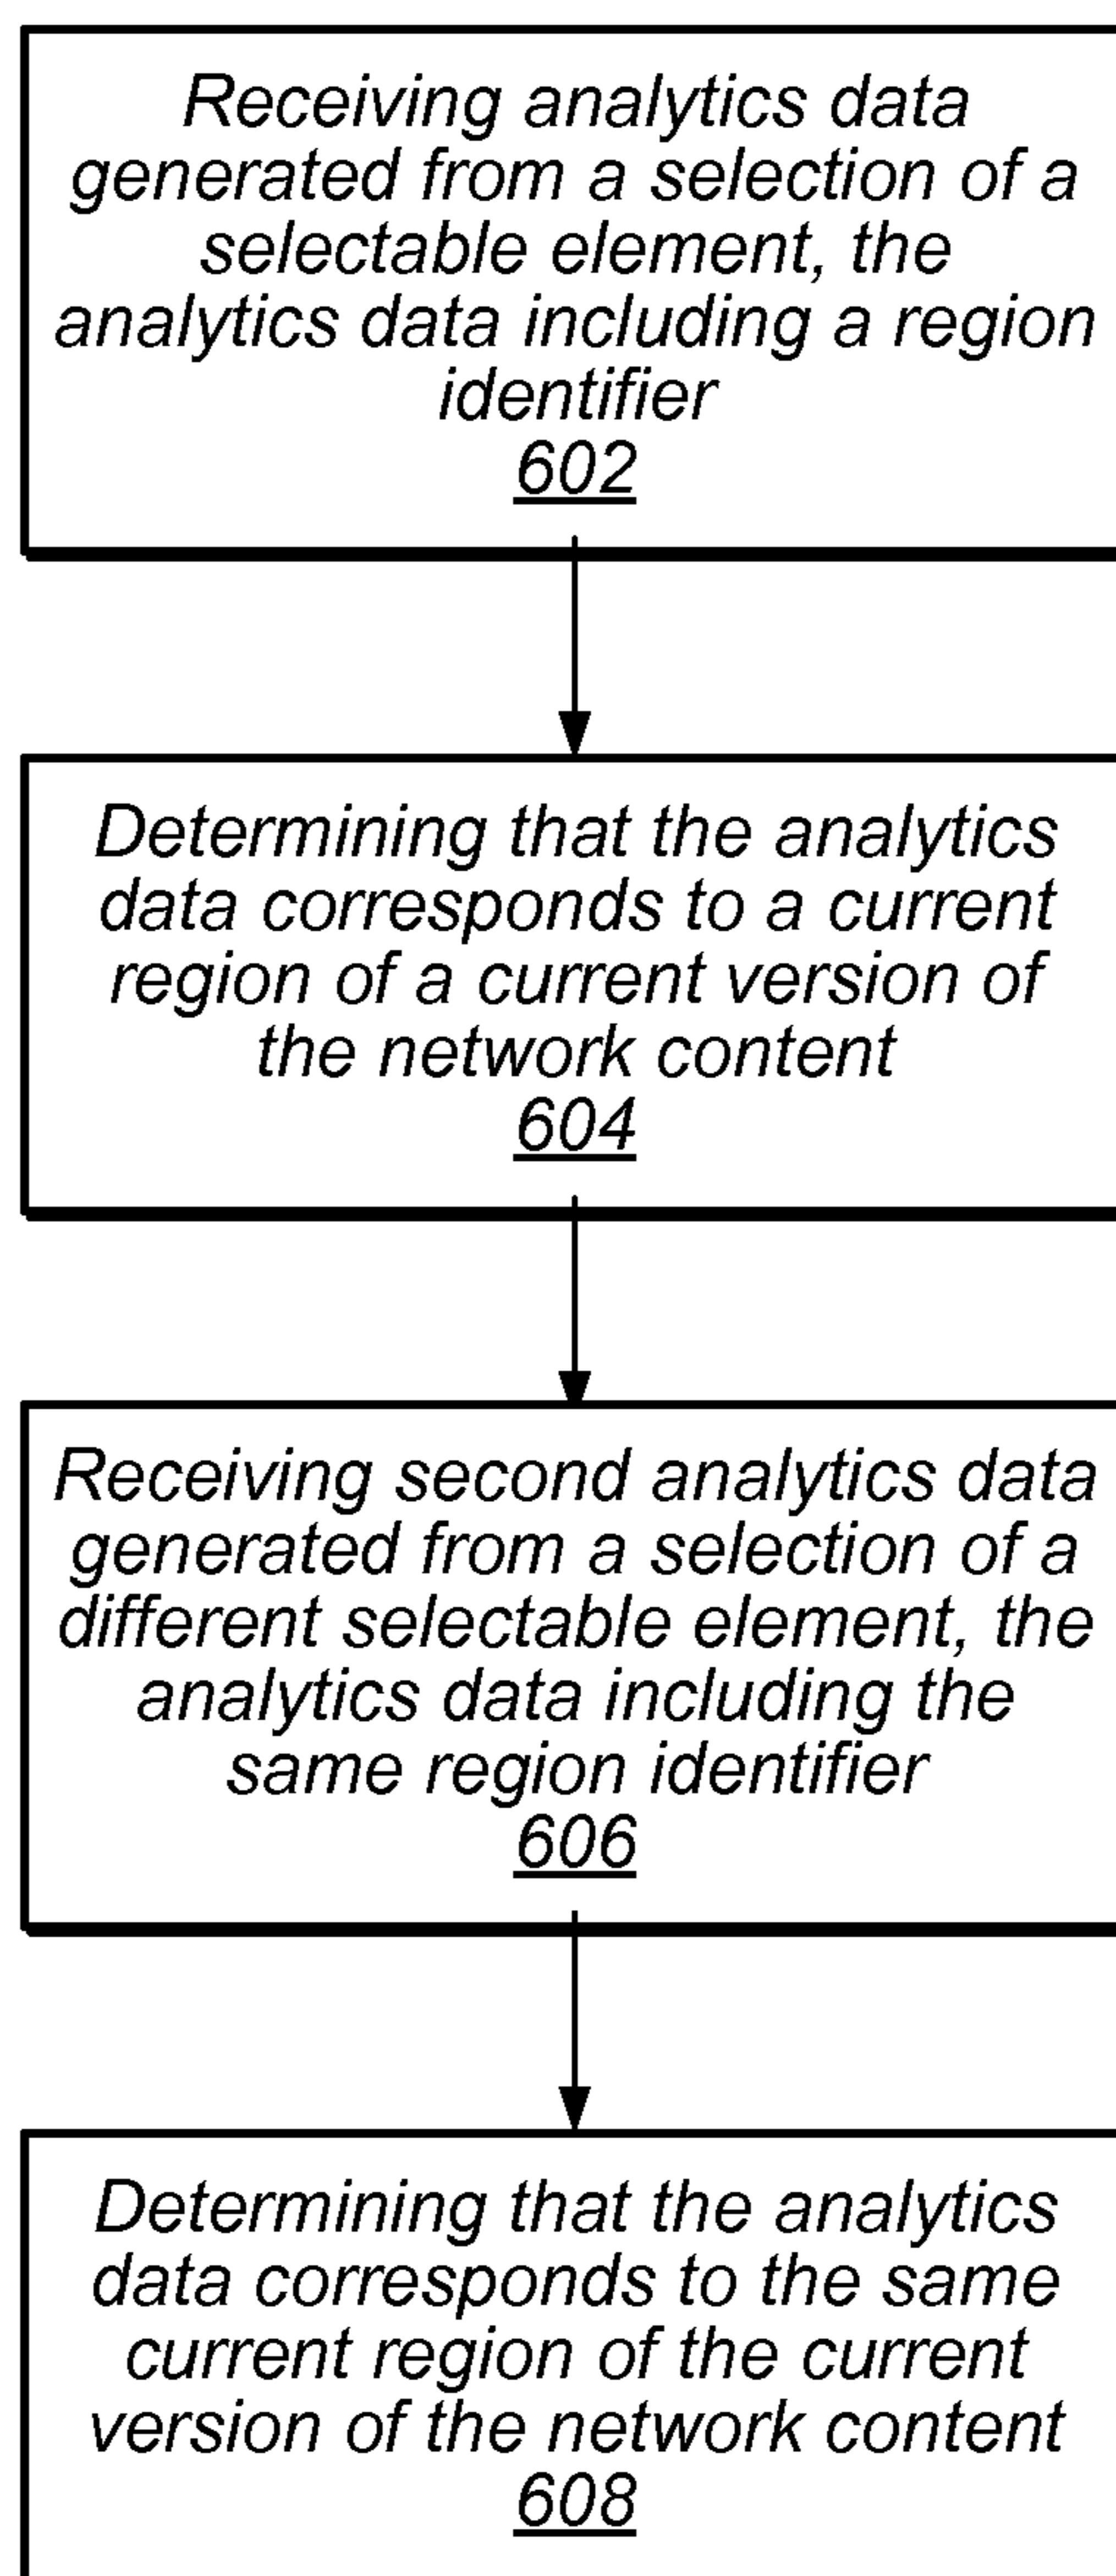 Receiving analytics data
generated from a selection of a
selectable element, the
analytics data including a region
identifier
602
Determining that the analytics
data corresponds to a current
region of a current version of
the network content
604
Receiving second analytics data
generated from a selection of a
different selectable element, the
analytics data including the
same region identifier
606
Determining that the analytics
data corresponds to the same
current region of the current
version of the network content
608